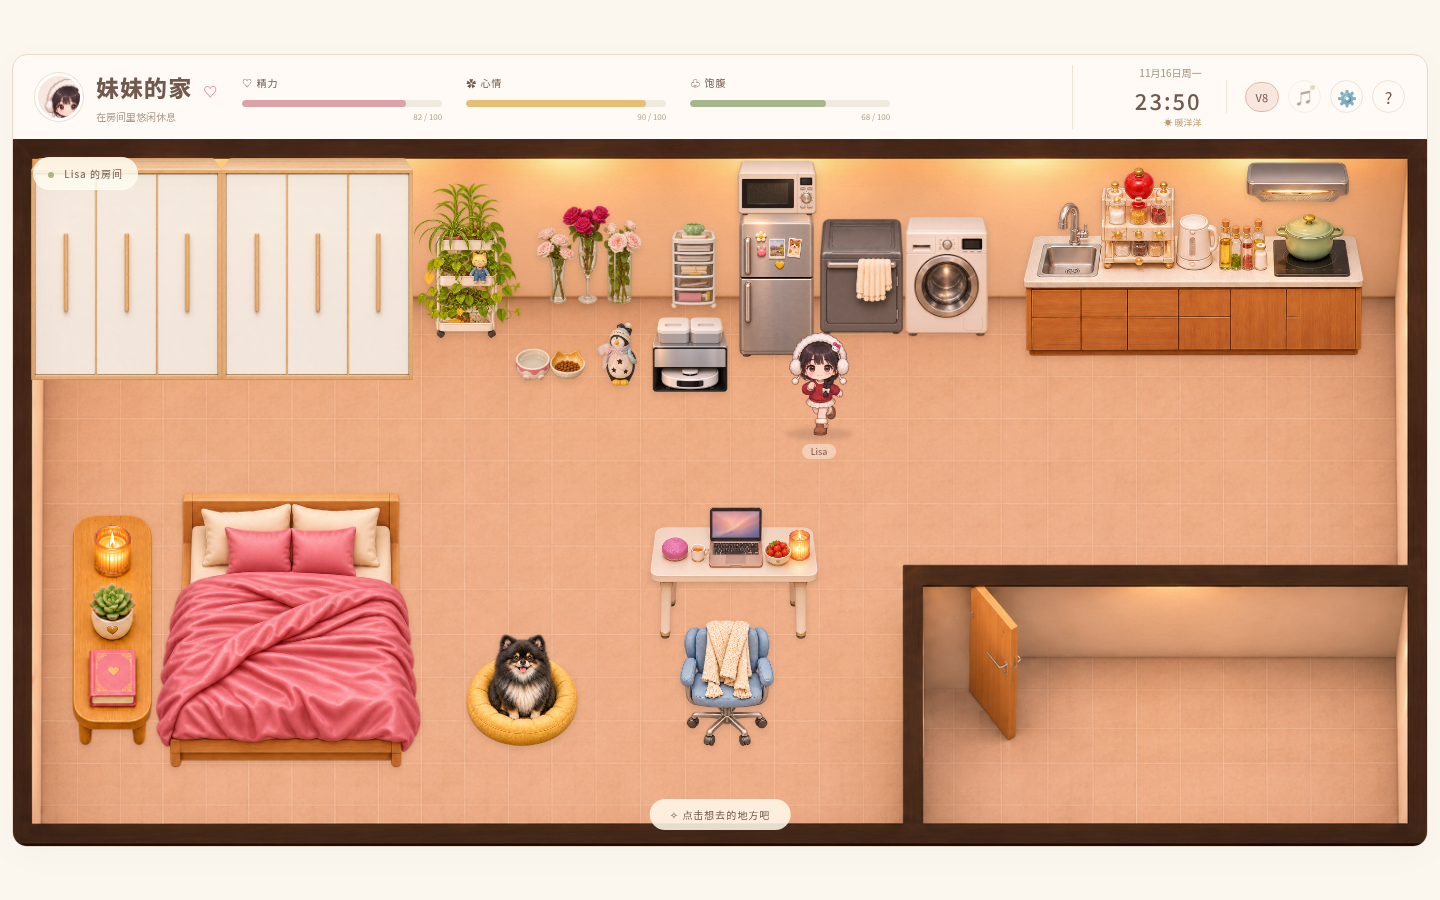 妹妹的家 ♡
在房间里悠闲休息
♡ 精力
82 / 100
✽ 心情
90 / 100
♧ 饱腹
68 / 100
11月16日周一
23:50
☀ 暖洋洋
V8
?
Lisa 的房间
Lisa
✧ 点击想去的地方吧